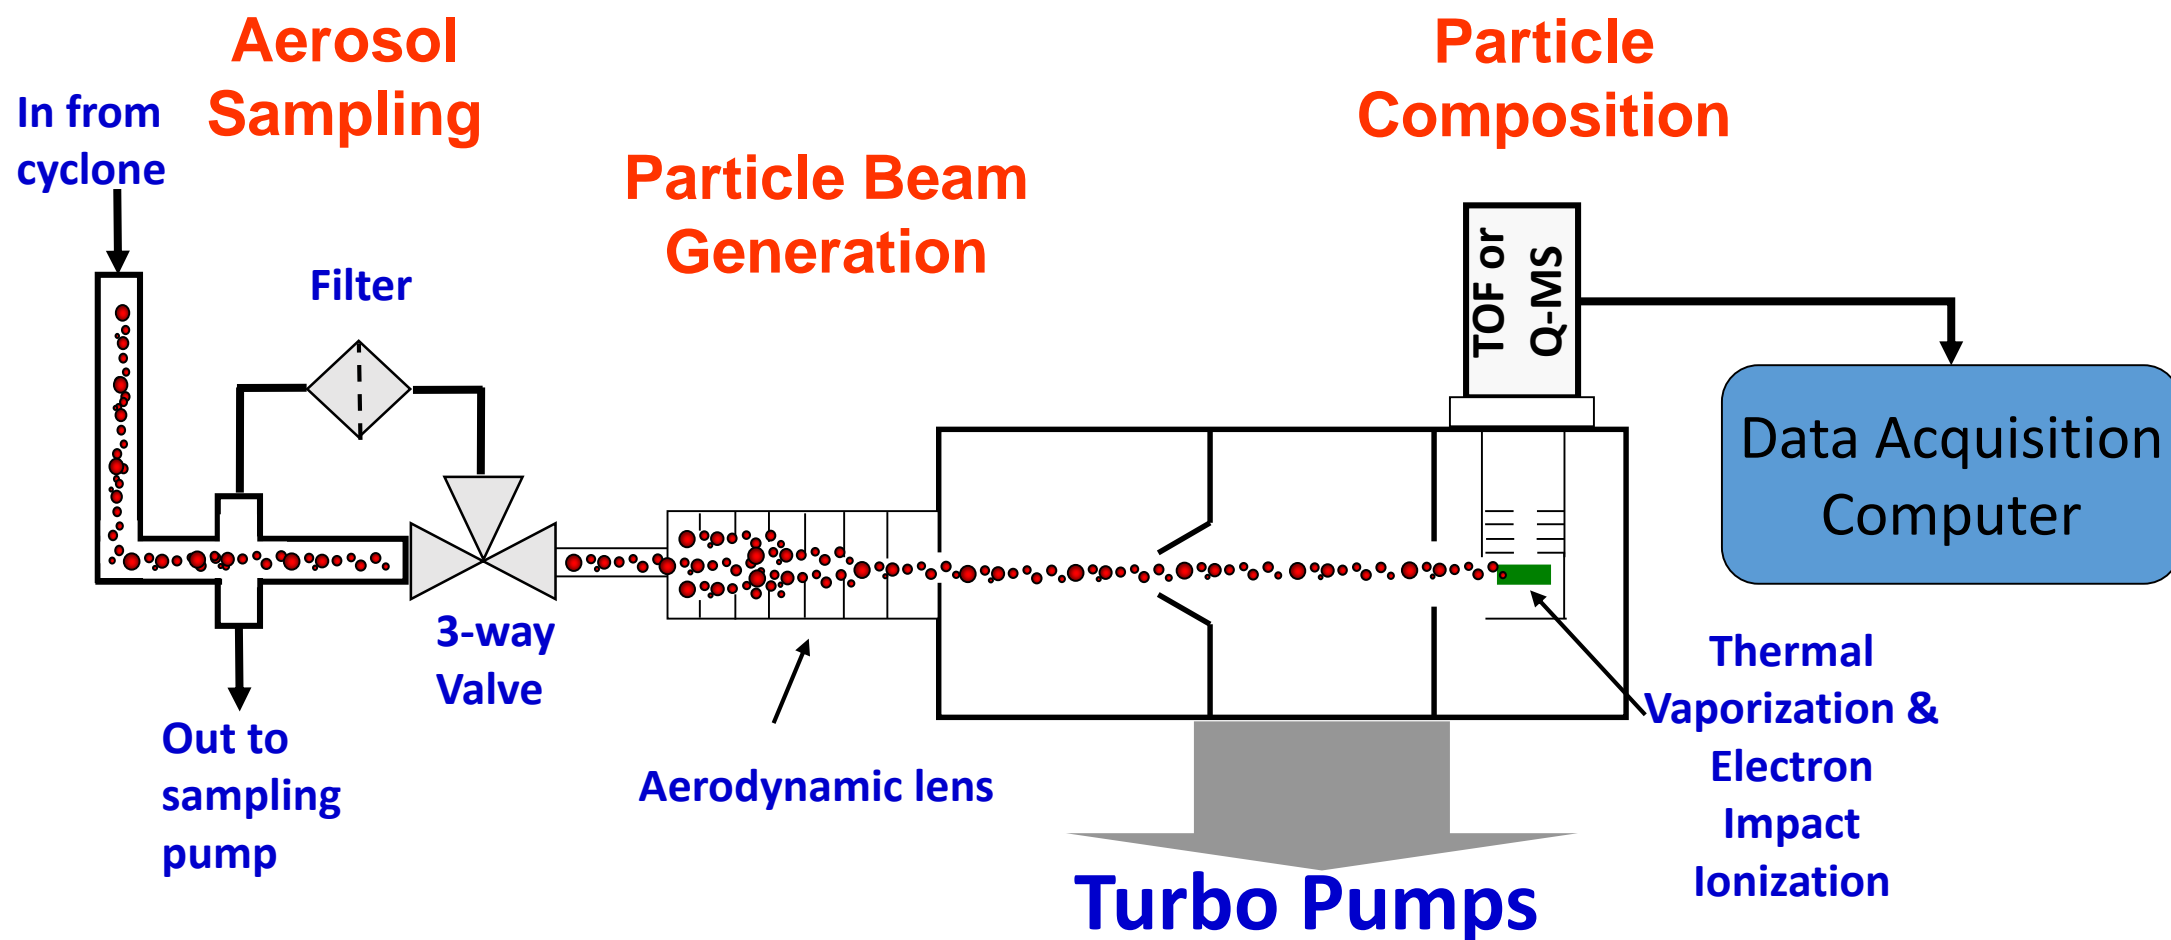 Aerosol
Sampling
In from
cyclone
Particle Beam
Generation
Particle
Composition
Filter
TOF or
Q-MS
Data Acquisition
Computer
3-way
Valve
Out to
sampling
pump
Aerodynamic lens
Thermal
Vaporization &
Electron
Impact
Ionization
Turbo Pumps